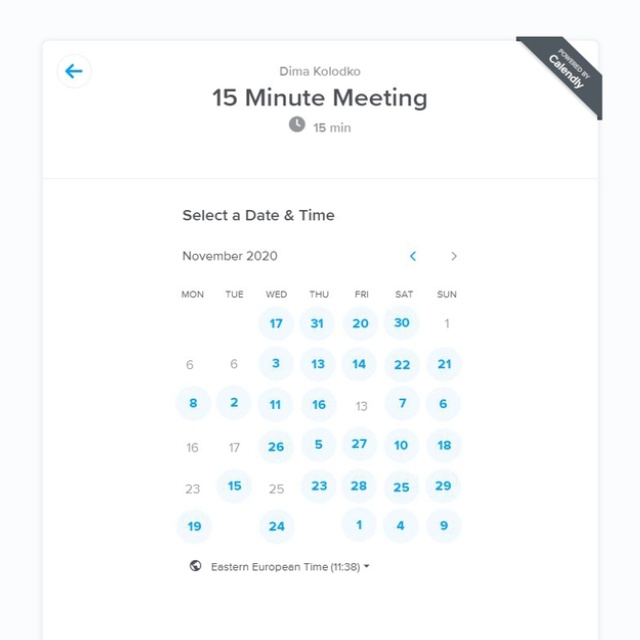 POWERED BY
Calendly
Dima Kolodko
15 Minute Meeting
15 min
Select a Date & Time
November 2020
MON TUE WED THU FRI SAT SUN
17 31 20 30 1
6 6 3 13 14 22 21
8 2 11 16 13 7 6
16 17 26 5 27 10 18
23 15 25 23 28 25 29
19 24 1 4 9
Eastern European Time (11:38)